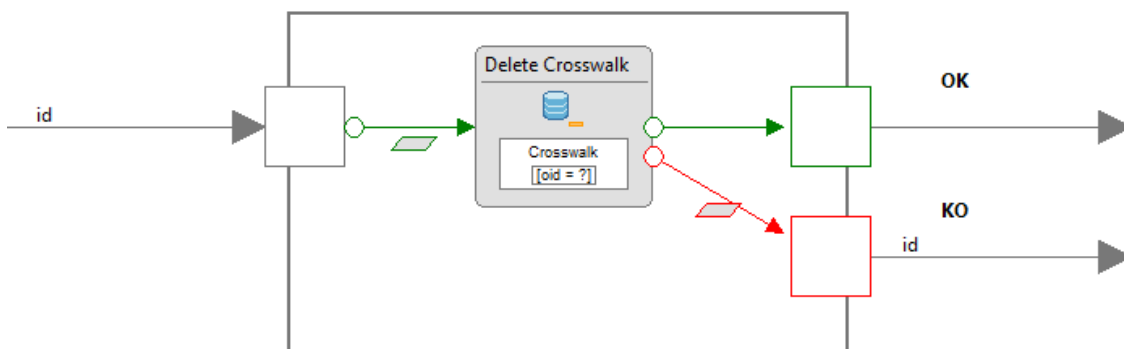 id
Delete Crosswalk
Crosswalk
[oid = ?]
OK
KO
id